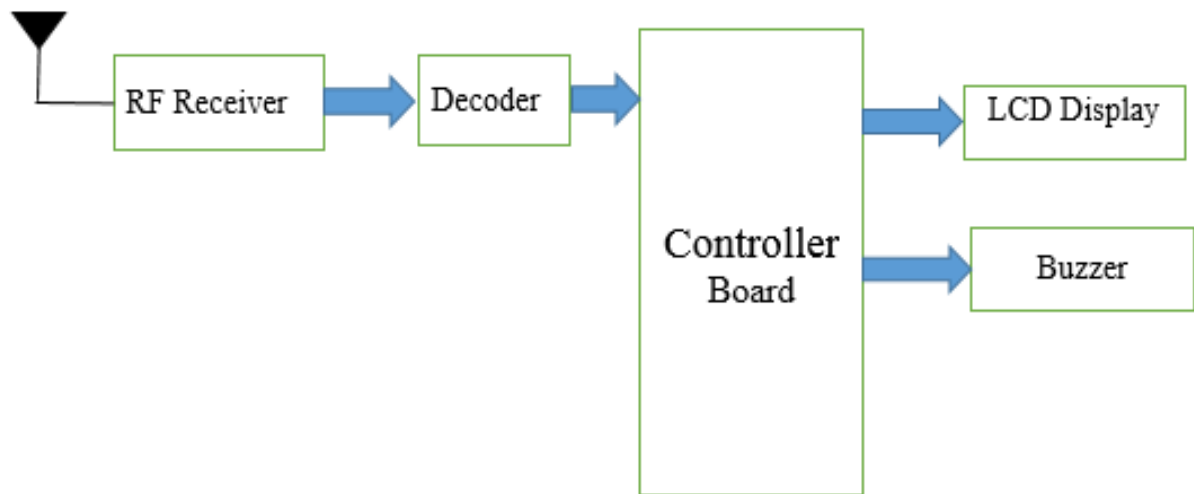 RF Receiver
Decoder
LCD Display
Controller
Board
Buzzer